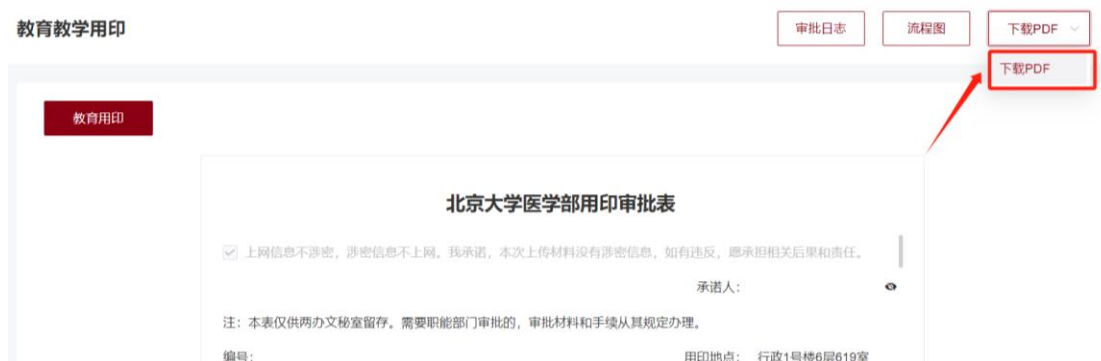 教育教学用印 审批日志 流程图 下载PDF
下载PDF
教育用印
北京大学医学部用印审批表
上网信息不涉密，涉密信息不上网。我承诺，本次上传材料没有涉密信息，如有违反，愿承担相关后果和责任。
承诺人：
注：本表仅供两办文秘室留存。需要职能部门审批的，审批材料和手续从其规定办理。
编号： 用印地点： 行政1号楼6层619室